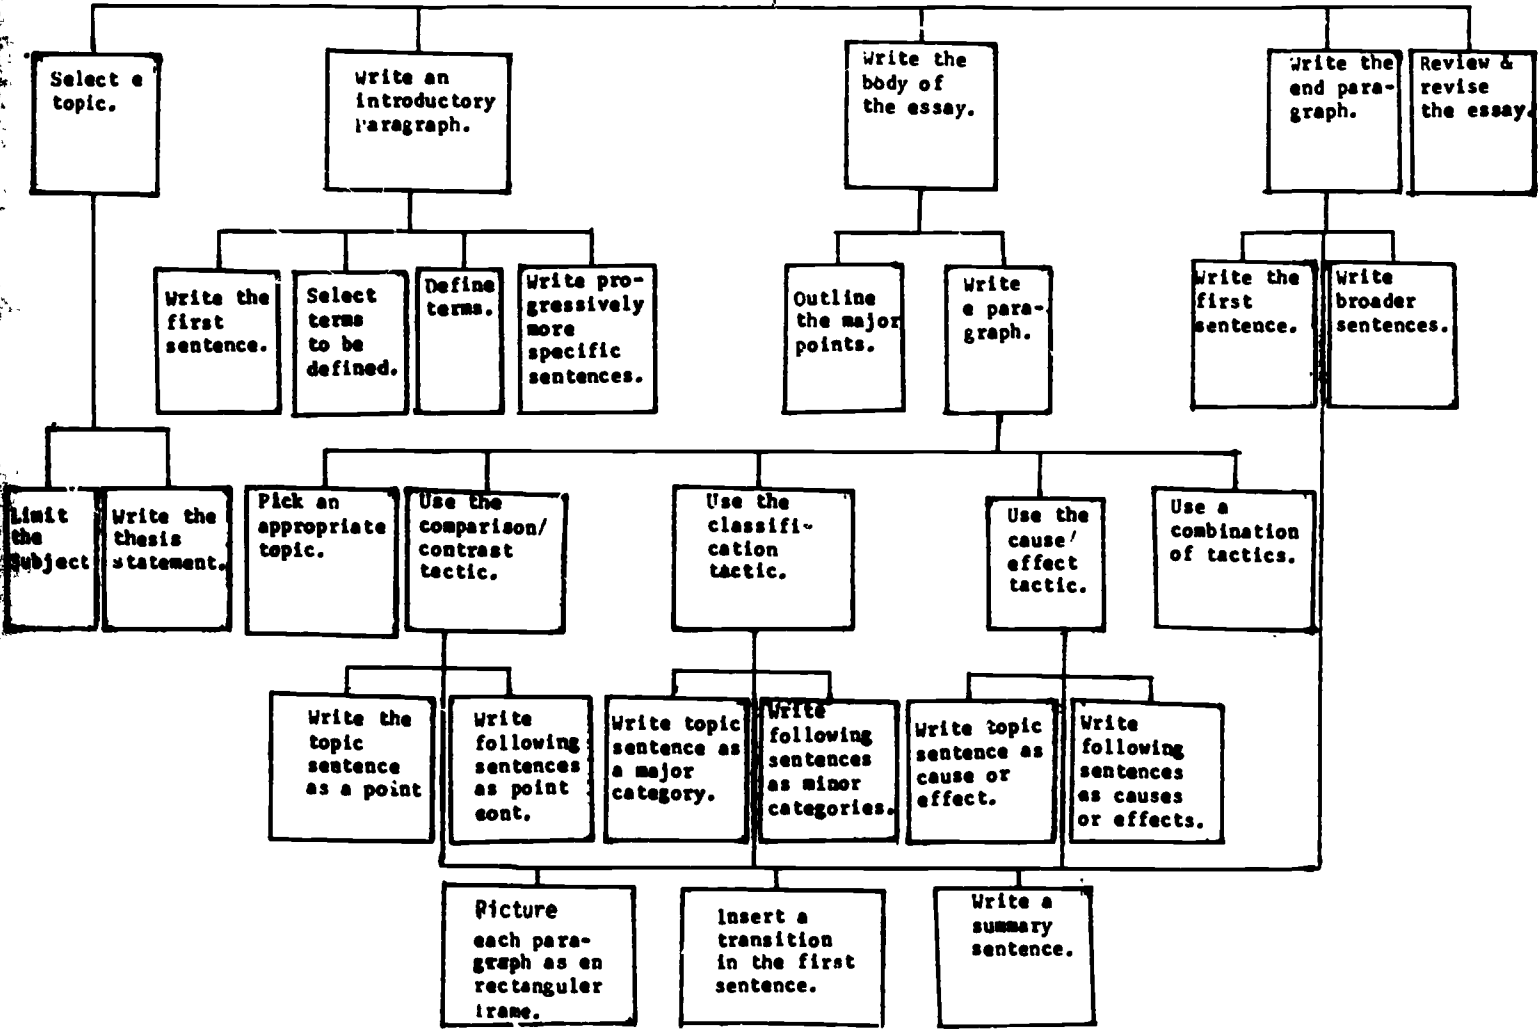 Select e
topic.
Write an
introductory
Paragraph.
Write the
body of
the essay.
Write the
end para-
graph.
Review &
revise
the essay.
Write the
first
sentence.
Select
terms
to be
defined.
Define
terms.
Write pro-
gressively
more
specific
sentences.
Outline
the major
points.
Write
e para-
graph.
Write the
first
sentence.
Write
broader
sentences.
Limit
the
Subject
Write the
thesis
statement.
Pick an
appropriate
topic.
Use the
comparison/
contrast
tactic.
Use the
classifi-
cation
tactic.
Use the
cause/
effect
tactic.
Use a
combination
of tactics.
Write the
topic
sentence
as a point
Write
following
sentences
as point
cont.
Write topic
sentence as
a major
category.
Write
following
sentences
as minor
categories.
Write topic
sentence as
cause or
effect.
Write
following
sentences
as causes
or effects.
Picture
each para-
graph as en
rectanguler
frame.
Insert a
transition
in the first
sentence.
Write a
summary
sentence.